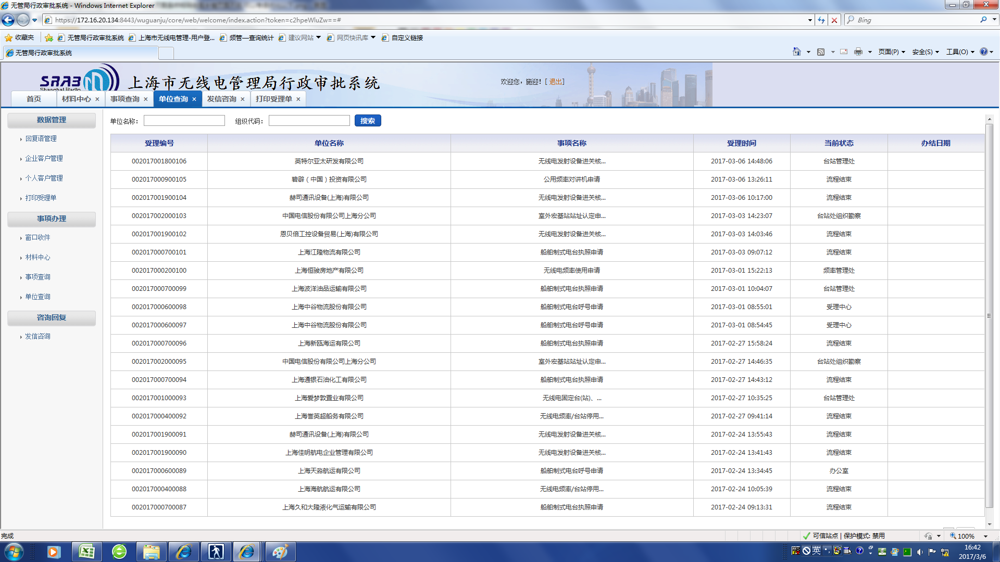 无管局行政审批系统 - Windows Internet Explorer
https://172.16.20.134:8443/wuguanju/core/web/welcome/index.action?token=c2hpeWluZw==#
Bing
收藏夹 无管局行政审批系统 上海市无线电管理-用户登... 频管—查询统计 建议网站 网页快讯库 自定义链接
无管局行政审批系统
页面(P) 安全(S) 工具(O)
SRRB
Shanghai Radio
上海市无线电管理局行政审批系统
欢迎您，施迎! [ 退出]
首页 材料中心 × 事项查询 × 单位查询 × 发信咨询 × 打印受理单 ×
数据管理
回复语管理
企业客户管理
个人客户管理
打印受理单
事项办理
窗口收件
材料中心
事项查询
单位查询
咨询回复
发信咨询
单位名称： 组织代码： 搜索
受理编号 单位名称 事项名称 受理时间 当前状态 办结日期
002017001800106 英特尔亚太研发有限公司 无线电发射设备进关核... 2017-03-06 14:48:06 台站管理处
002017000900105 碧辟（中国）投资有限公司 公用频率对讲机申请 2017-03-06 13:26:11 流程结束
002017001900104 赫司通讯设备(上海)有限公司 无线电发射设备进关核... 2017-03-06 10:17:00 流程结束
002017002000103 中国电信股份有限公司上海分公司 室外宏基站站址认定申... 2017-03-03 14:23:07 台站处组织勘察
002017001900102 恩贝倍工控设备贸易(上海)有限公司 无线电发射设备进关核... 2017-03-03 14:03:46 流程结束
002017000700101 上海江隆物流有限公司 船舶制式电台执照申请 2017-03-03 09:07:12 流程结束
002017000200100 上海恒骏房地产有限公司 无线电频率使用申请 2017-03-01 15:22:13 频率管理处
002017000700099 上海波洋油品运输有限公司 船舶制式电台执照申请 2017-03-01 10:04:07 台站管理处
002017000600098 上海中谷物流股份有限公司 船舶制式电台呼号申请 2017-03-01 08:55:01 受理中心
002017000600097 上海中谷物流股份有限公司 船舶制式电台呼号申请 2017-03-01 08:54:45 受理中心
002017000700096 上海新瓯海运有限公司 船舶制式电台执照申请 2017-02-27 15:58:24 流程结束
002017002000095 中国电信股份有限公司上海分公司 室外宏基站站址认定申... 2017-02-27 14:46:35 台站处组织勘察
002017000700094 上海通银石油化工有限公司 船舶制式电台执照申请 2017-02-27 14:43:12 流程结束
002017001000093 上海爱梦敦置业有限公司 无线电固定台(站)、... 2017-02-27 10:35:25 台站管理处
002017000400092 上海誉英超船务有限公司 无线电频率/台站停用... 2017-02-27 09:41:14 流程结束
002017001900091 赫司通讯设备(上海)有限公司 无线电发射设备进关核... 2017-02-24 13:55:43 流程结束
002017001900090 上海佳明航电企业管理有限公司 无线电发射设备进关核... 2017-02-24 13:41:43 流程结束
002017000600089 上海天淼航运有限公司 船舶制式电台呼号申请 2017-02-24 13:34:45 办公室
002017000400088 上海海航航运有限公司 无线电频率/台站停用... 2017-02-24 10:05:39 流程结束
002017000700087 上海久和大隆液化气运输有限公司 船舶制式电台执照申请 2017-02-24 09:13:31 流程结束
完成 可信站点 | 保护模式: 禁用 100%
英
16:42
2017/3/6